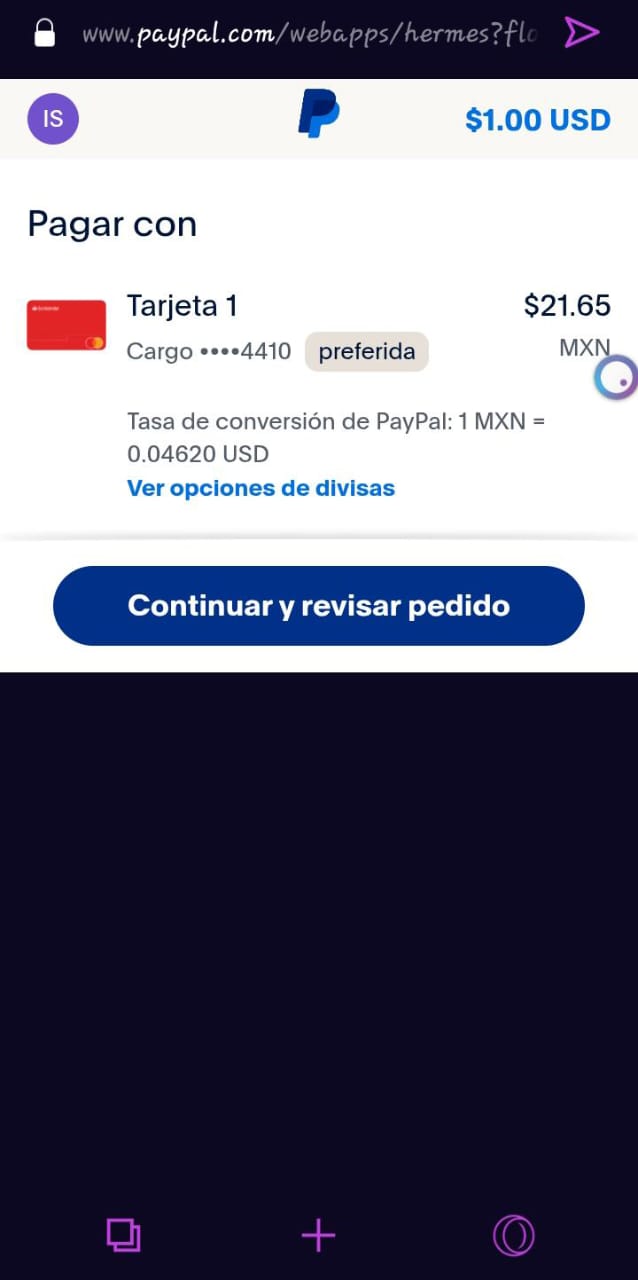 www.paypal.com/webapps/hermes?flo
IS
$1.00 USD
Pagar con
Tarjeta 1
$21.65
Cargo ••••4410
preferida
MXN
Tasa de conversión de PayPal: 1 MXN =
0.04620 USD
Ver opciones de divisas
Continuar y revisar pedido